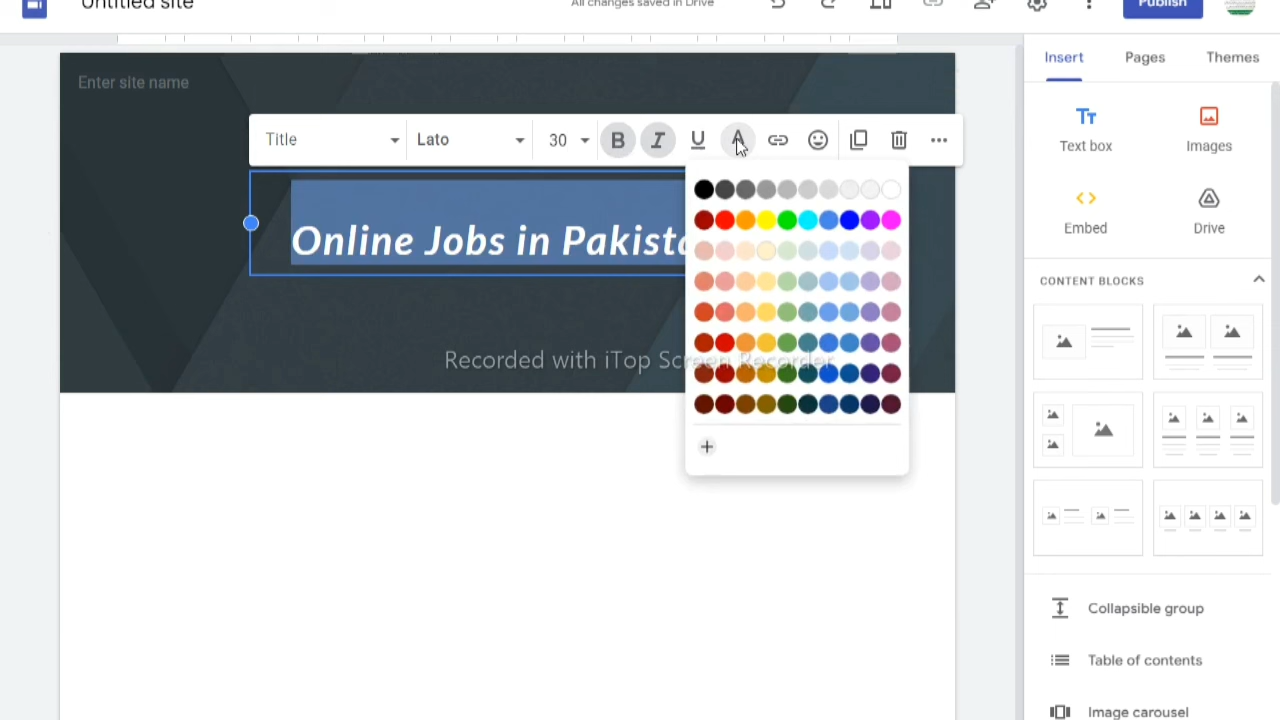 Untitled site
All changes saved in Drive
Publish
Enter site name
Insert
Pages
Themes
Title
Lato
30
B
I
U
A
Tт
Text box
Images
Embed
Drive
Online Jobs in
CONTENT BLOCKS
Recorded with iTop Screen Recorder
Collapsible group
Table of contents
Image carousel